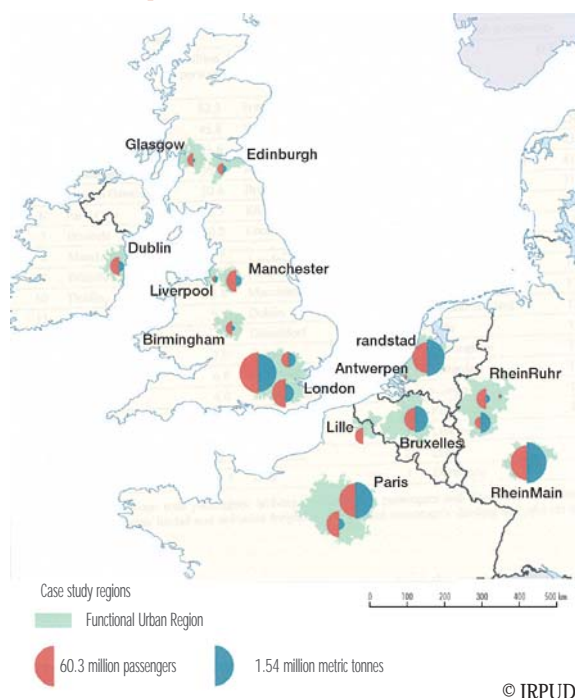 Glasgow
Edinburgh
Dublin
Manchester
Liverpool
Birmingham
randstad
Antwerpen
RheinRuhr
London
Lille
Bruxelles
Paris
RheinMain
Case study regions
Functional Urban Region
0 100 200 300 400 500 km
60.3 million passengers
1.54 million metric tonnes
© IRPUD